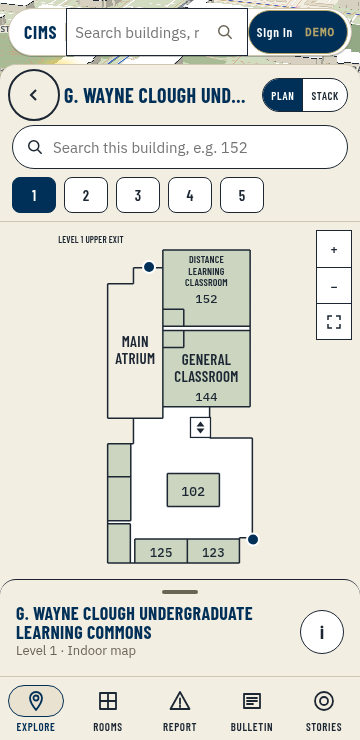 CIMS
Search buildings, r
Sign In DEMO
G. WAYNE CLOUGH UND...
PLAN STACK
Search this building, e.g. 152
1 2 3 4 5
LEVEL 1 UPPER EXIT
DISTANCE
LEARNING
CLASSROOM
152
+
−
MAIN
ATRIUM
GENERAL
CLASSROOM
144
102
125 123
G. WAYNE CLOUGH UNDERGRADUATE
LEARNING COMMONS
Level 1 · Indoor map
i
EXPLORE ROOMS REPORT BULLETIN STORIES